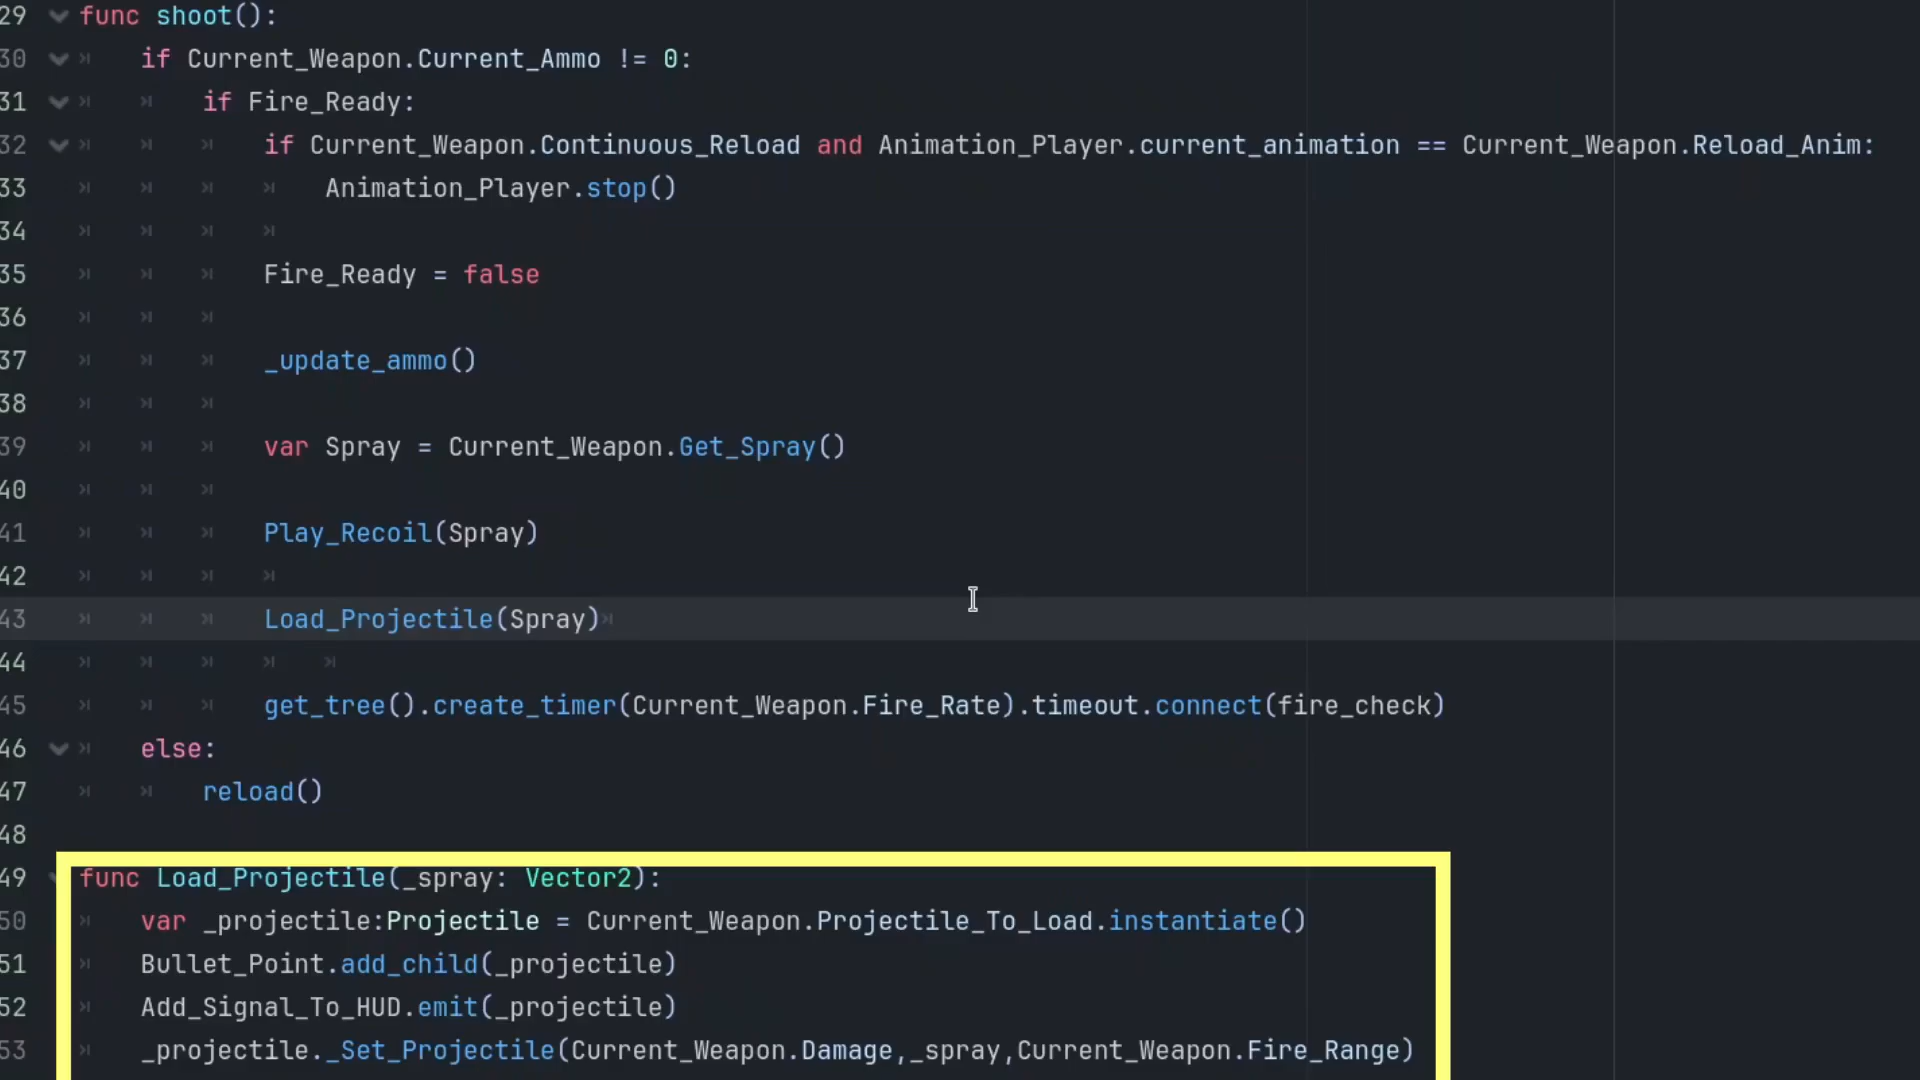 29 func shoot():
30 if Current_Weapon.Current_Ammo != 0:
31 if Fire_Ready:
32 if Current_Weapon.Continuous_Reload and Animation_Player.current_animation == Current_Weapon.Reload_Anim:
33 Animation_Player.stop()
34
35 Fire_Ready = false
36
37 _update_ammo()
38
39 var Spray = Current_Weapon.Get_Spray()
40
41 Play_Recoil(Spray)
42
43 Load_Projectile(Spray)
44
45 get_tree().create_timer(Current_Weapon.Fire_Rate).timeout.connect(fire_check)
46 else:
47 reload()
48
49 func Load_Projectile(_spray: Vector2):
50 var _projectile:Projectile = Current_Weapon.Projectile_To_Load.instantiate()
51 Bullet_Point.add_child(_projectile)
52 Add_Signal_To_HUD.emit(_projectile)
53 _projectile._Set_Projectile(Current_Weapon.Damage,_spray,Current_Weapon.Fire_Range)